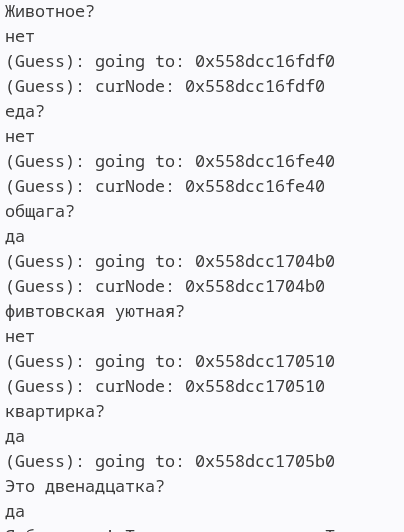 Животное?
нет
(Guess): going to: 0x558dcc16fdf0
(Guess): curNode: 0x558dcc16fdf0
еда?
нет
(Guess): going to: 0x558dcc16fe40
(Guess): curNode: 0x558dcc16fe40
общага?
да
(Guess): going to: 0x558dcc1704b0
(Guess): curNode: 0x558dcc1704b0
фивтовская уютная?
нет
(Guess): going to: 0x558dcc170510
(Guess): curNode: 0x558dcc170510
квартирка?
да
(Guess): going to: 0x558dcc1705b0
Это двенадцатка?
да